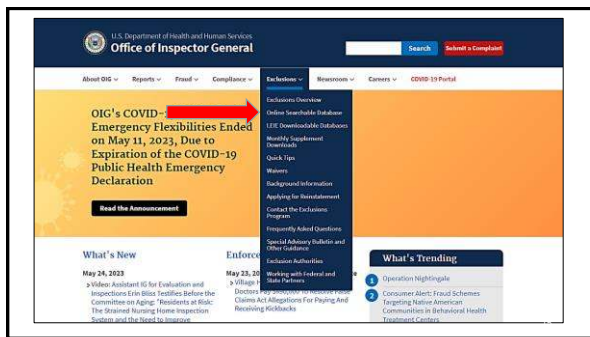 U.S. Department of Health and Human Services
Office of Inspector General
Search
Submit a Complaint
About OIG
Reports
Fraud
Compliance
Exclusions
Newsroom
Careers
COVID-19 Portal
OIG's COVID-
Emergency Flexibilities Ended
on May 11, 2023, Due to
Expiration of the COVID-19
Public Health Emergency
Declaration
Read the Announcement
Exclusions Overview
Online Searchable Database
LEIE Downloadable Databases
Monthly Supplement
Downloads
Quick Tips
Waivers
Background Information
Applying for Reinstatement
Contact the Exclusions
Program
Frequently Asked Questions
Special Advisory Bulletin and
Other Guidance
Exclusion Authorities
Working with Federal and
State Partners
What's New
May 24, 2023
Video: Assistant IG for Evaluation and
Inspections Erin Bliss Testifies Before the
Committee on Aging: "Residents at Risk:
The Strained Nursing Home Inspection
System and the Need to Improve
Enforce
May 23, 20
Village H
Doctors Pay To Resolve False
Claims Act Allegations For Paying And
Receiving Kickbacks
What's Trending
1 Operation Nightingale
2 Consumer Alert: Fraud Schemes
Targeting Native American
Communities in Behavioral Health
Treatment Centers